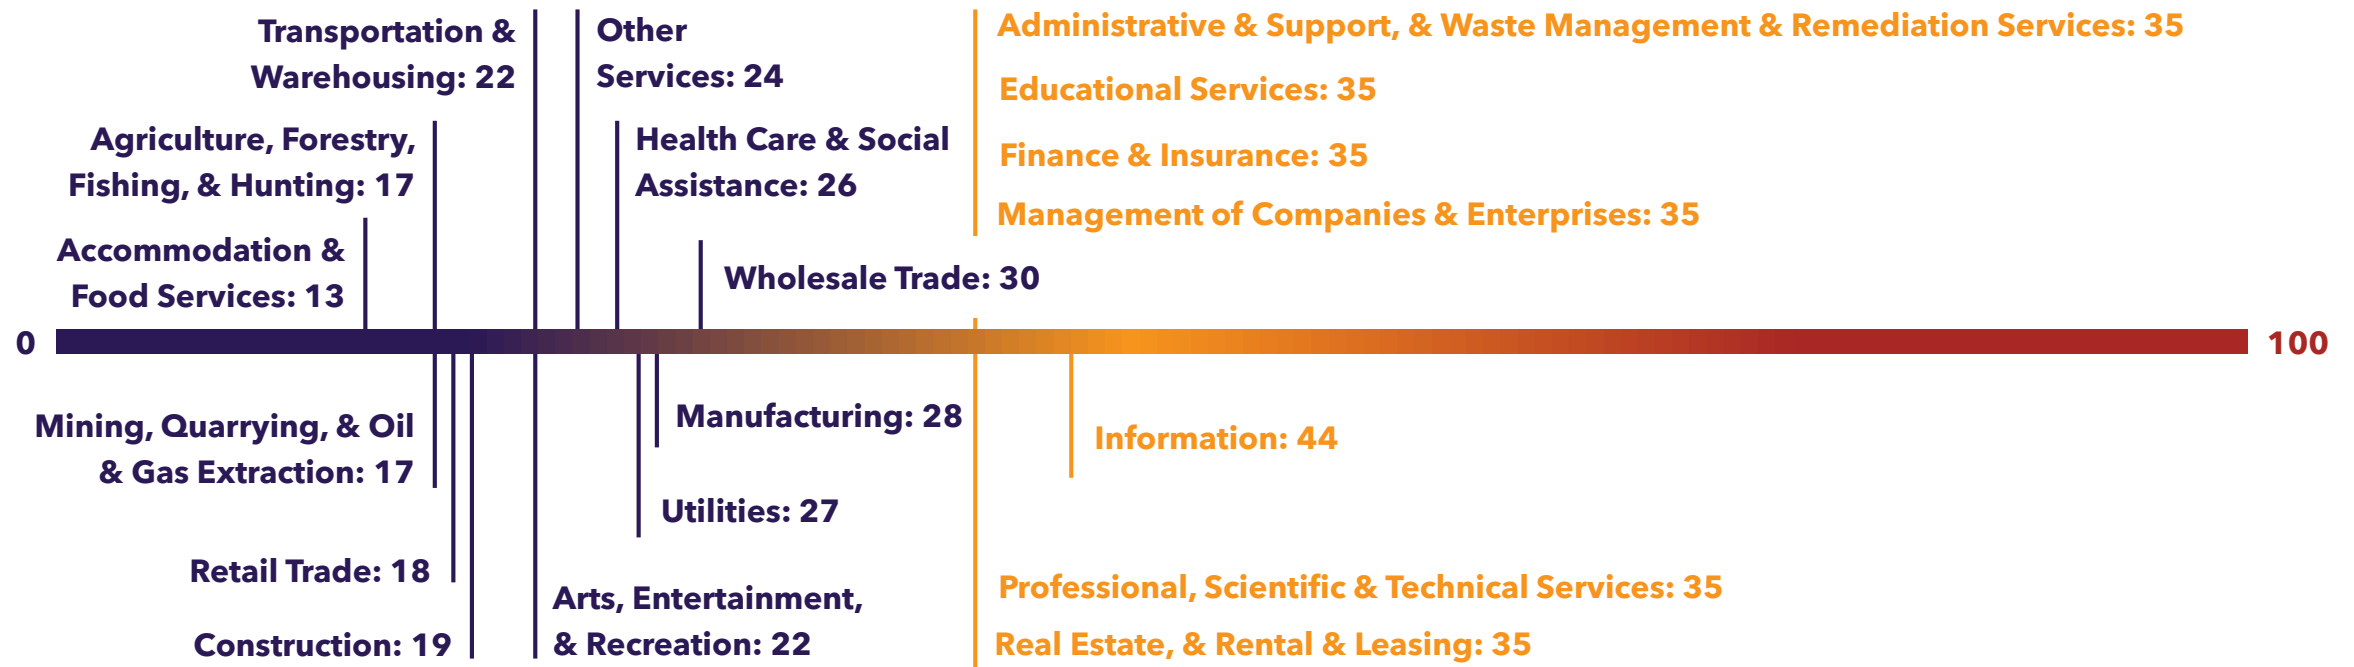 Transportation &
Warehousing: 22
Other
Services: 24
Administrative & Support, & Waste Management & Remediation Services: 35
Educational Services: 35
Finance & Insurance: 35
Management of Companies & Enterprises: 35
Agriculture, Forestry,
Fishing, & Hunting: 17
Health Care & Social
Assistance: 26
Accommodation &
Food Services: 13
Wholesale Trade: 30
0
100
Mining, Quarrying, & Oil
& Gas Extraction: 17
Manufacturing: 28
Information: 44
Utilities: 27
Retail Trade: 18
Construction: 19
Arts, Entertainment,
& Recreation: 22
Professional, Scientific & Technical Services: 35
Real Estate, & Rental & Leasing: 35